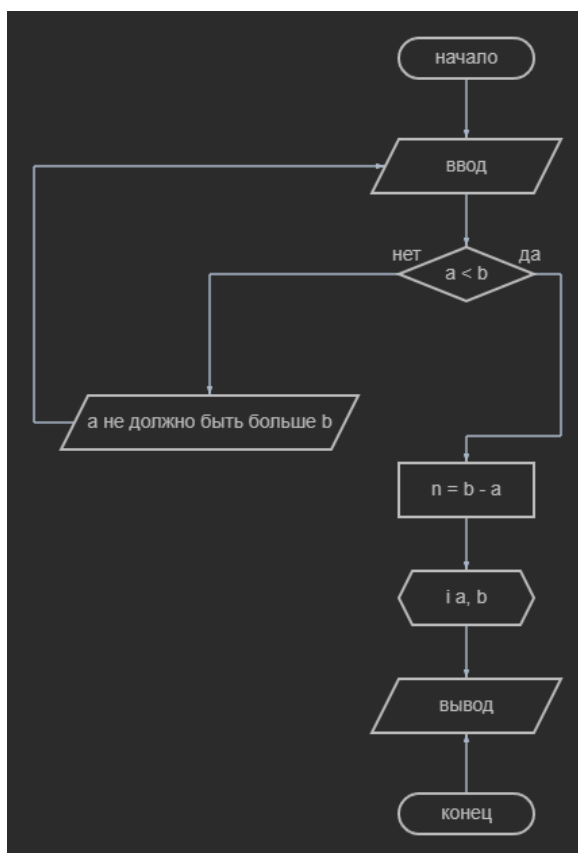 начало
ввод
нет
да
a < b
а не должно быть больше b
n = b - a
i a, b
вывод
конец